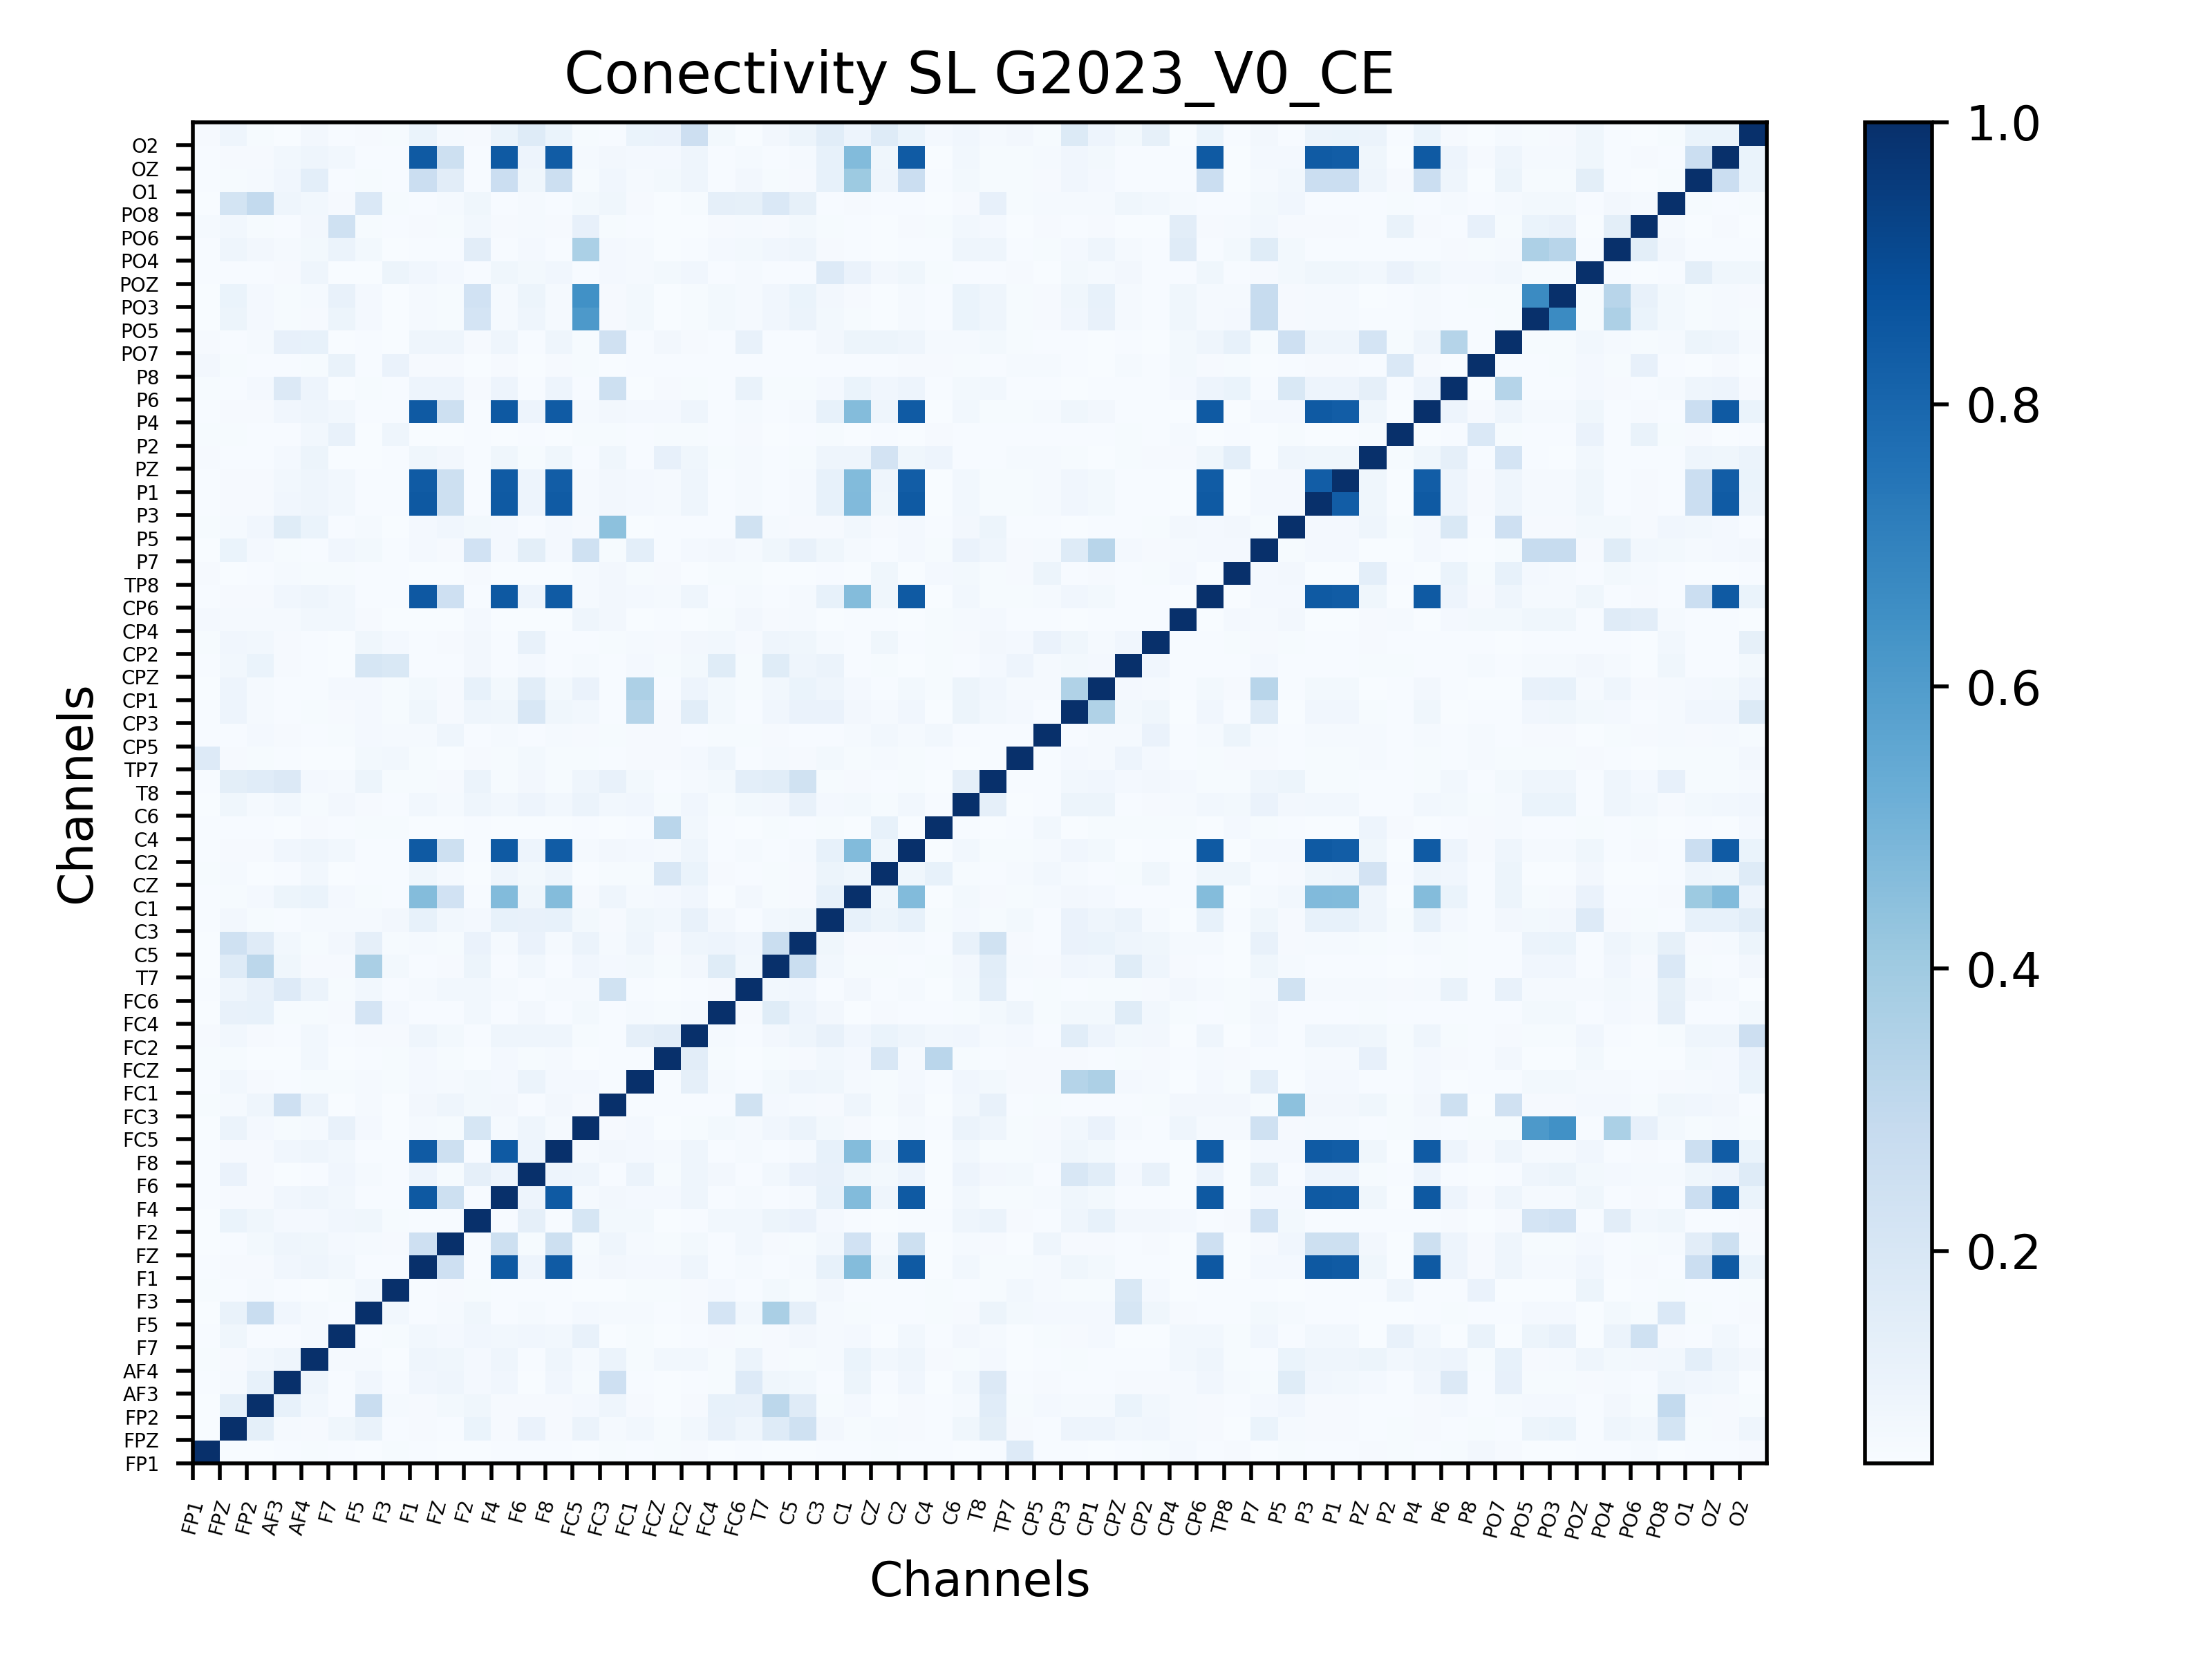 Conectivity SL G2023_V0_CE
Channels
O2
OZ
O1
PO8
PO6
PO4
POZ
PO3
PO5
PO7
P8
P6
P4
P2
PZ
P1
P3
P5
P7
TP8
CP6
CP4
CP2
CPZ
CP1
CP3
CP5
TP7
T8
C6
C4
C2
CZ
C1
C3
C5
T7
FC6
FC4
FC2
FCZ
FC1
FC3
FC5
F8
F6
F4
F2
FZ
F1
F3
F5
F7
AF4
AF3
FP2
FPZ
FP1
FP1 FPZ FP2 AF3 AF4 F7 F5 F3 F1 FZ F2 F4 F6 F8 FC5 FC3 FC1 FCZ FC2 FC4 FC6 T7 C5 C3 C1 CZ C2 C4 C6 T8 TP7 CP5 CP3 CP1 CPZ CP2 CP4 CP6 TP8 P7 P5 P3 P1 PZ P2 P4 P6 P8 PO7 PO5 PO3 POZ PO4 PO6 PO8 O1 OZ O2
Channels
1.0
0.8
0.6
0.4
0.2